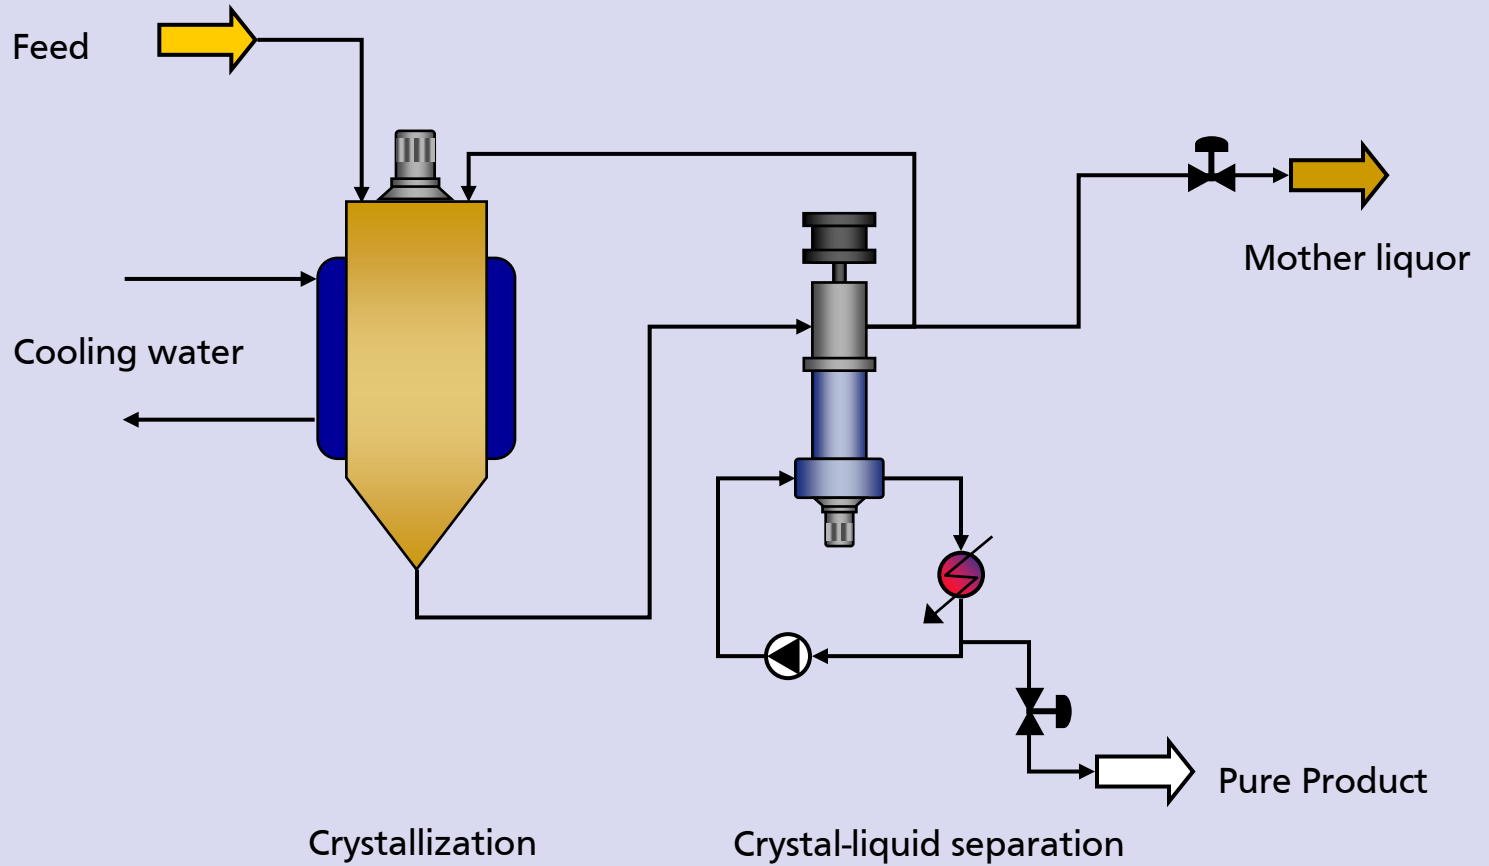 Feed
Mother liquor
Cooling water
Pure Product
Crystallization
Crystal-liquid separation